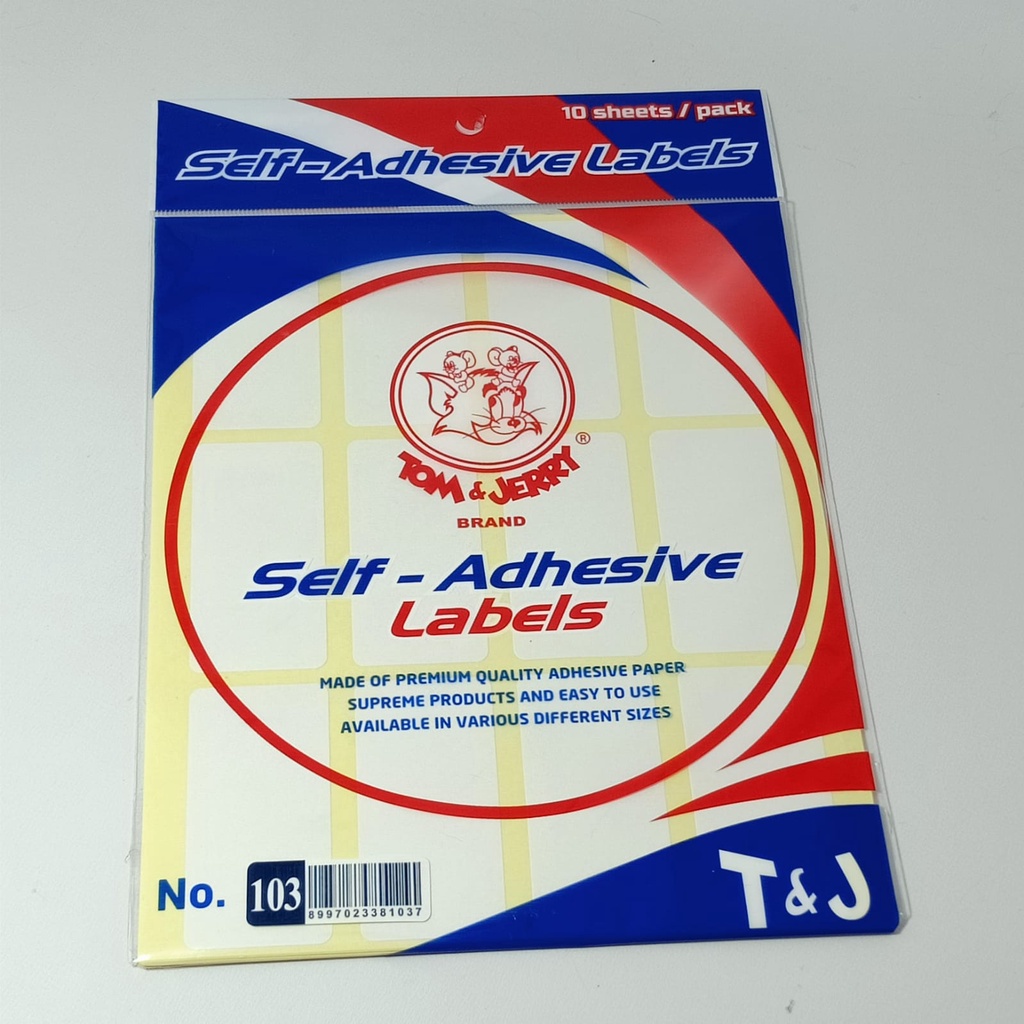 10 sheets / pack
Self-Adhesive Labels
TOM & JERRY ®
BRAND
Self - Adhesive
Labels
MADE OF PREMIUM QUALITY ADHESIVE PAPER
SUPREME PRODUCTS AND EASY TO USE
AVAILABLE IN VARIOUS DIFFERENT SIZES
No. 103
8997023381037
T&J